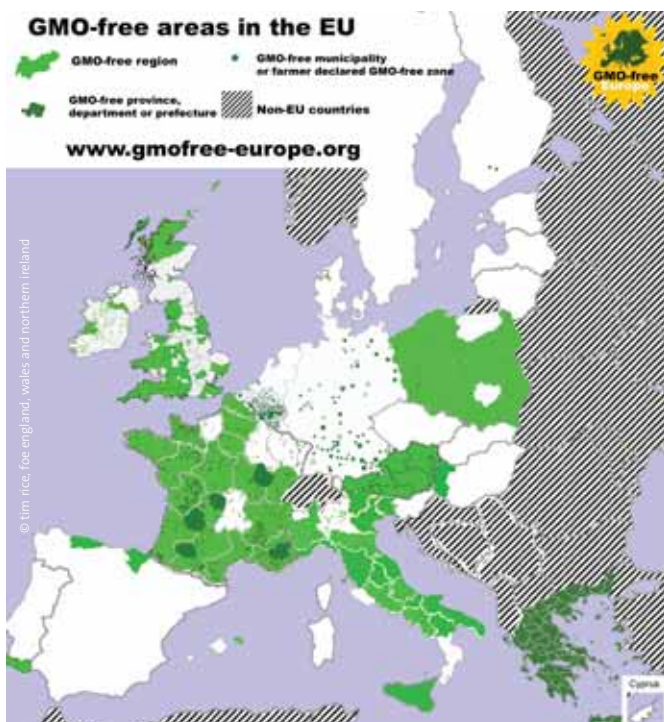 GMO-free areas in the EU
GMO-free region
GMO-free municipality
or farmer declared GMO-free zone
GMO-free province,
department or prefecture
Non-EU countries
www.gmofree-europe.org
GMO-free
Europe
© tim rice, foe england, wales and northern ireland
Cyprus